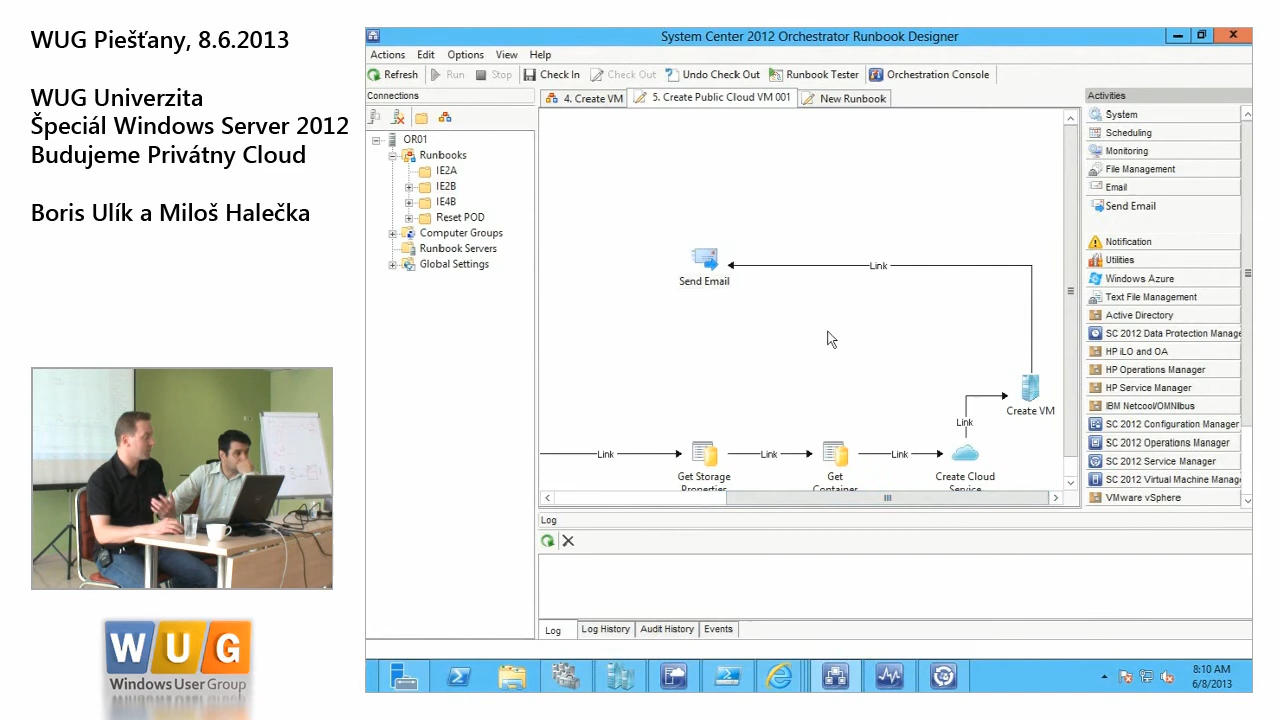 WUG Piešťany, 8.6.2013
WUG Univerzita
Špeciál Windows Server 2012
Budujeme Privátny Cloud
Boris Ulík a Miloš Halečka
WUG
Windows User Group
System Center 2012 Orchestrator Runbook Designer
Actions Edit Options View Help
Refresh Run Stop Check In Check Out Undo Check Out Runbook Tester Orchestration Console
Connections
4. Create VM 5. Create Public Cloud VM 001 New Runbook
OR01
Runbooks
IE2A
IE2B
IE4B
Reset POD
Computer Groups
Runbook Servers
Global Settings
Send Email
Link
Create VM
Link
Link
Get Storage
Properties
Link
Get
Container
Link
Create Cloud
Service
Activities
System
Scheduling
Monitoring
File Management
Email
Send Email
Notification
Utilities
Windows Azure
Text File Management
Active Directory
SC 2012 Data Protection Manage
HP iLO and OA
HP Operations Manager
HP Service Manager
IBM Netcool/OMNIbus
SC 2012 Configuration Manager
SC 2012 Operations Manager
SC 2012 Service Manager
SC 2012 Virtual Machine Manag
VMware vSphere
Log
Log Log History Audit History Events
8:10 AM
6/8/2013